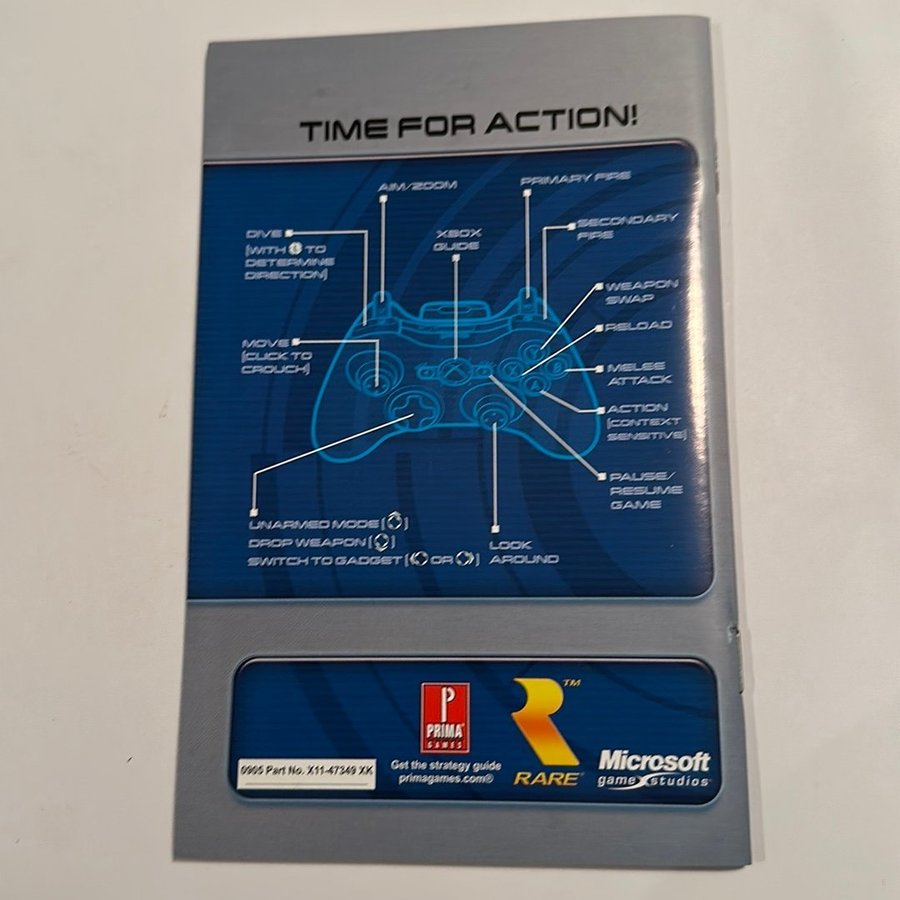 TIME FOR ACTION!
AIM/ZOOM
PRIMARY FIRE
DIVE
(WITH L TO
DETERMINE
DIRECTION)
XBOX
GUIDE
SECONDARY
FIRE
WEAPON
SWAP
RELOAD
MOVE
(CLICK TO
CROUCH)
Y
X
B
A
MELEE
ATTACK
ACTION
(CONTEXT
SENSITIVE)
PAUSE/
RESUME
GAME
UNARMED MODE ( )
DROP WEAPON ( )
SWITCH TO GADGET ( OR )
LOOK
AROUND
P
PRIMA
GAMES
Get the strategy guide
primagames.com®
0905 Part No. X11-47349 XK
TM
RARE
Microsoft
game studios